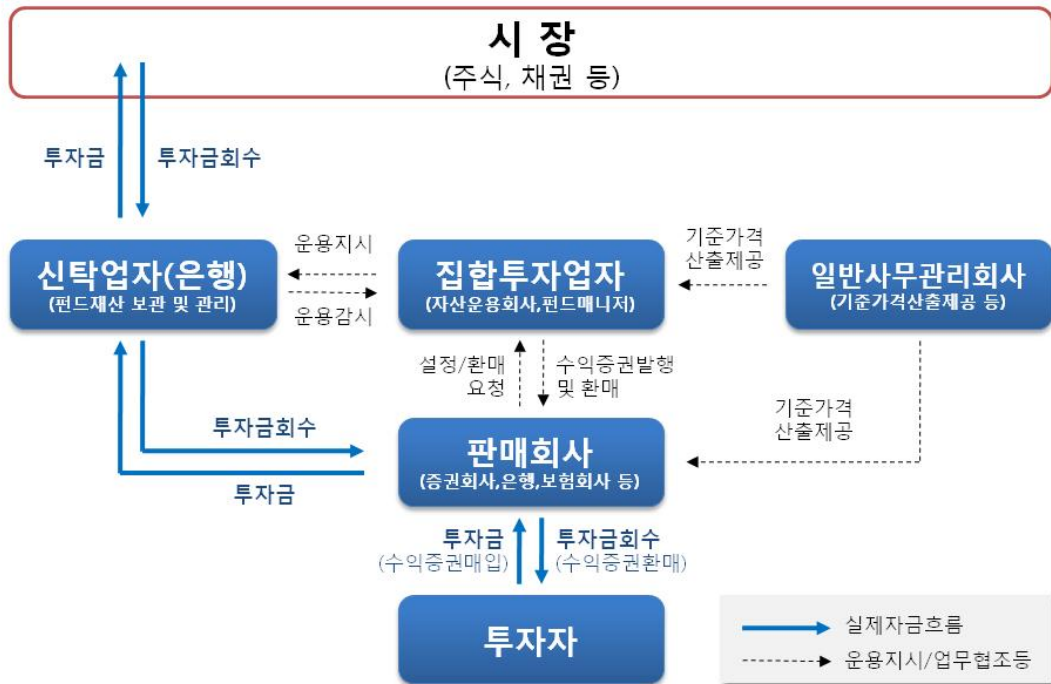 시 장
(주식, 채권 등)
투자금
투자금회수
신탁업자(은행)
(펀드재산 보관 및 관리)
운용지시
운용감시
집합투자업자
(자산운용회사,펀드매니저)
기준가격
산출제공
일반사무관리회사
(기준가격산출제공 등)
설정/환매
요청
수익증권발행
및 환매
기준가격
산출제공
투자금회수
투자금
판매회사
(증권회사,은행,보험회사 등)
투자금
(수익증권매입)
투자금회수
(수익증권환매)
투자자
실제자금흐름
운용지시/업무협조등